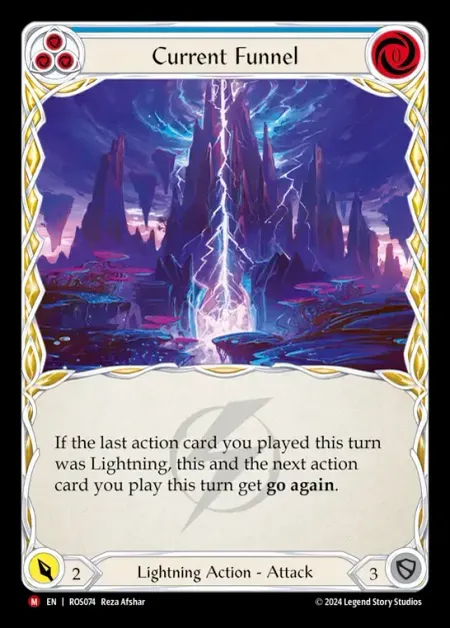 Current Funnel
0
If the last action card you played this turn
was Lightning, this and the next action
card you play this turn get go again.
2
Lightning Action - Attack
3
M EN | ROS074 Reza Afshar
© 2024 Legend Story Studios